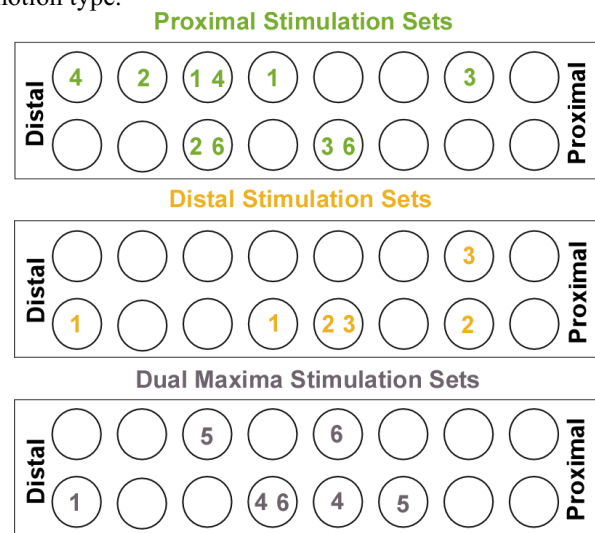 otion type.
Proximal Stimulation Sets
Distal
4 2 1 4 1 3
2 6 3 6
Proximal
Distal Stimulation Sets
Distal
3
1 1 2 3 2
Proximal
Dual Maxima Stimulation Sets
Distal
5 6
1 4 6 4 5
Proximal